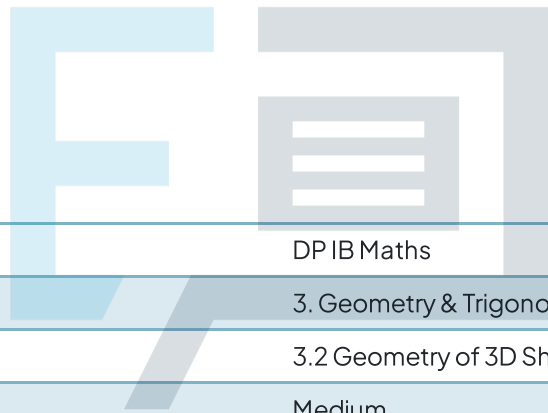 DP IB Maths
3. Geometry & Trigono
3.2 Geometry of 3D Sh
Medium